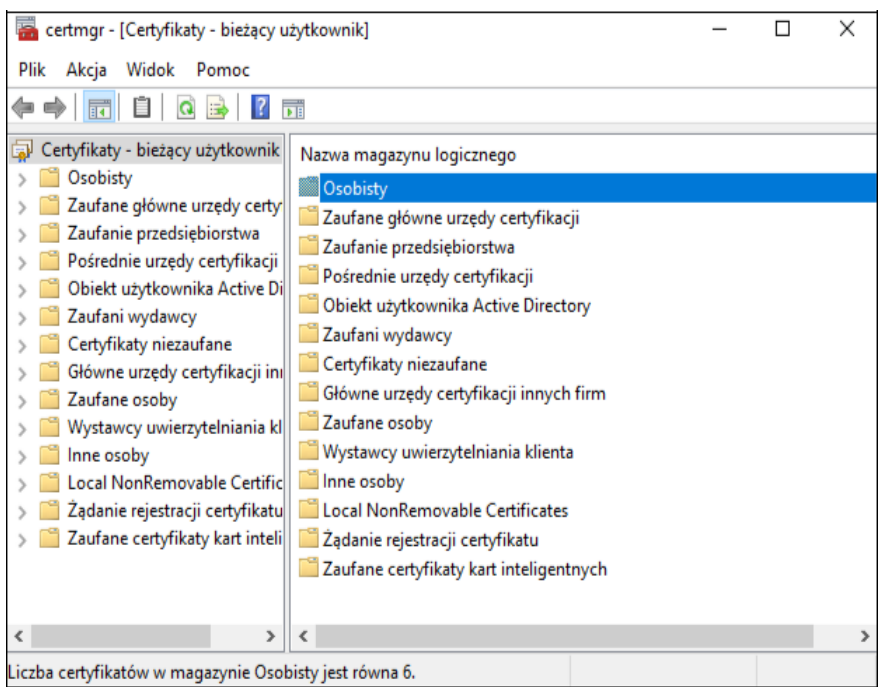 certmgr - [Certyfikaty - bieżący użytkownik]
Plik Akcja Widok Pomoc
Certyfikaty - bieżący użytkownik
Osobisty
Zaufane główne urzędy certy
Zaufanie przedsiębiorstwa
Pośrednie urzędy certyfikacji
Obiekt użytkownika Active Di
Zaufani wydawcy
Certyfikaty niezaufane
Główne urzędy certyfikacji inn
Zaufane osoby
Wystawcy uwierzytelniania kl
Inne osoby
Local NonRemovable Certific
Żądanie rejestracji certyfikatu
Zaufane certyfikaty kart inteli
Nazwa magazynu logicznego
Osobisty
Zaufane główne urzędy certyfikacji
Zaufanie przedsiębiorstwa
Pośrednie urzędy certyfikacji
Obiekt użytkownika Active Directory
Zaufani wydawcy
Certyfikaty niezaufane
Główne urzędy certyfikacji innych firm
Zaufane osoby
Wystawcy uwierzytelniania klienta
Inne osoby
Local NonRemovable Certificates
Żądanie rejestracji certyfikatu
Zaufane certyfikaty kart inteligentnych
Liczba certyfikatów w magazynie Osobisty jest równa 6.